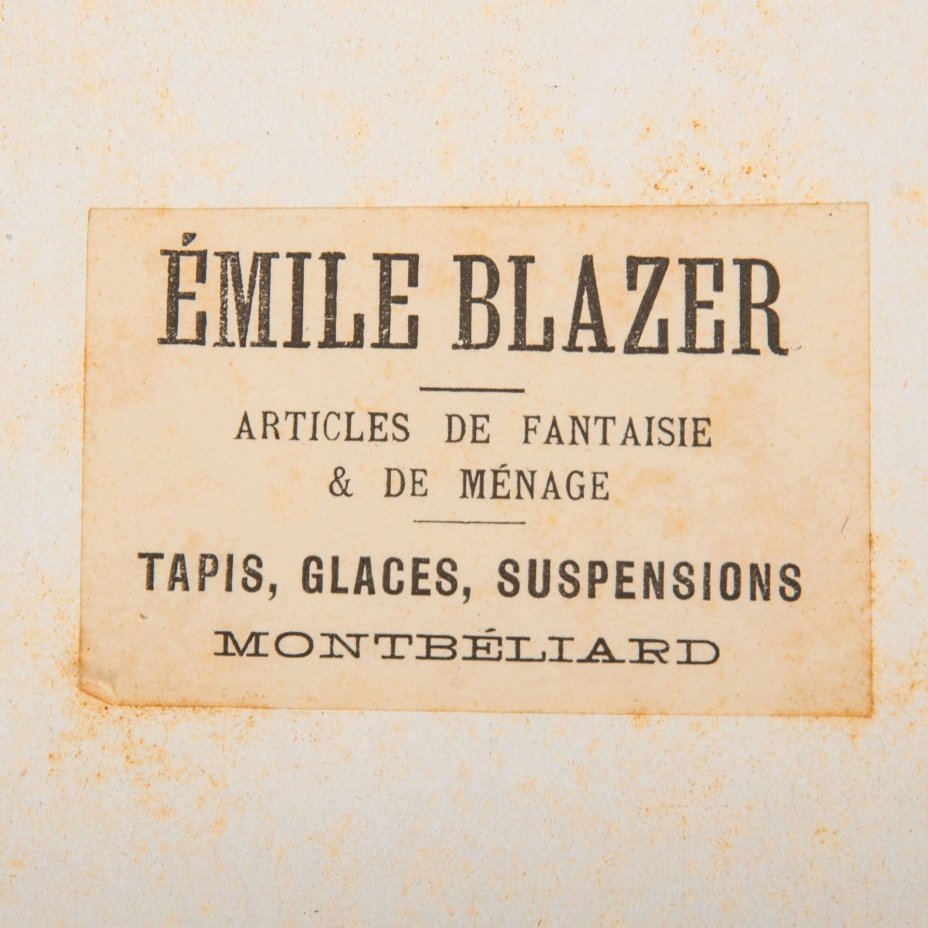 ÉMILE BLAZER
ARTICLES DE FANTAISIE
& DE MÉNAGE
TAPIS, GLACES, SUSPENSIONS
MONTBÉLIARD